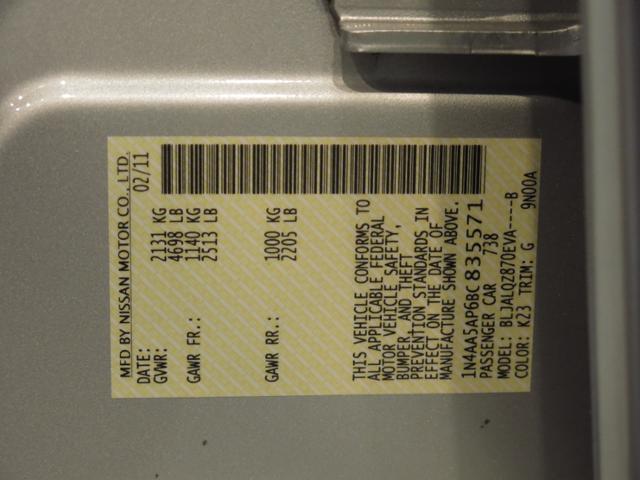 MFD BY NISSAN MOTOR CO., LTD.
DATE: 02/11
GVWR: 2131 KG
4698 LB
GAWR FR.: 1140 KG
2513 LB
GAWR RR.: 1000 KG
2205 LB
THIS VEHICLE CONFORMS TO
ALL APPLICABLE FEDERAL
MOTOR VEHICLE SAFETY,
BUMPER, AND THEFT
PREVENTION STANDARDS IN
EFFECT ON THE DATE OF
MANUFACTURE SHOWN ABOVE.
1N4AA5AP6BC835571
PASSENGER CAR 738
MODEL: BLJALQZ870EVA----B
COLOR: K23 TRIM: G 9N00A